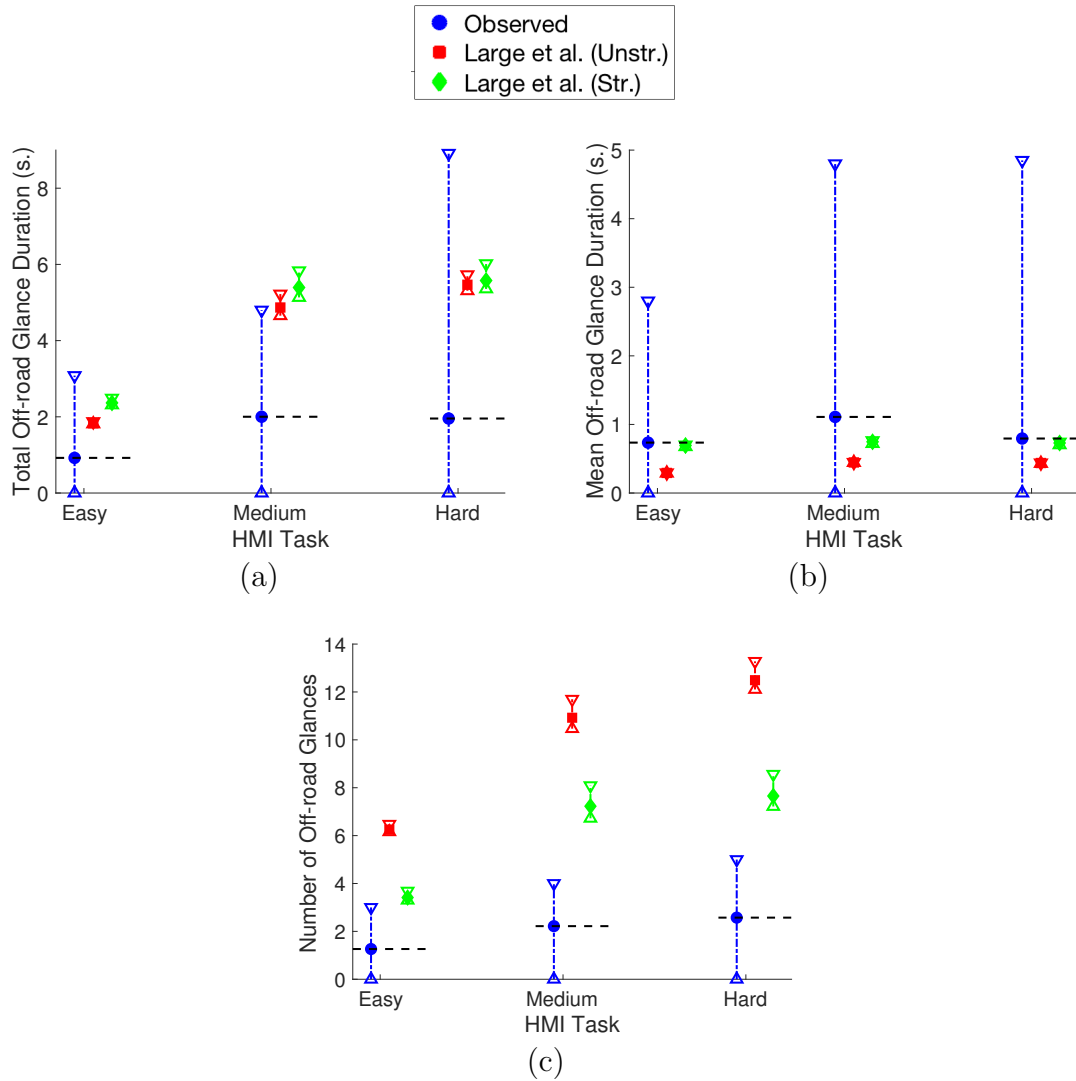 Observed
Large et al. (Unstr.)
Large et al. (Str.)
Total Off-road Glance Duration (s.)
8
6
4
2
0
Easy
Medium
Hard
HMI Task
(a)
Mean Off-road Glance Duration (s.)
5
4
3
2
1
0
Easy
Medium
Hard
HMI Task
(b)
Number of Off-road Glances
14
12
10
8
6
4
2
0
Easy
Medium
Hard
HMI Task
(c)